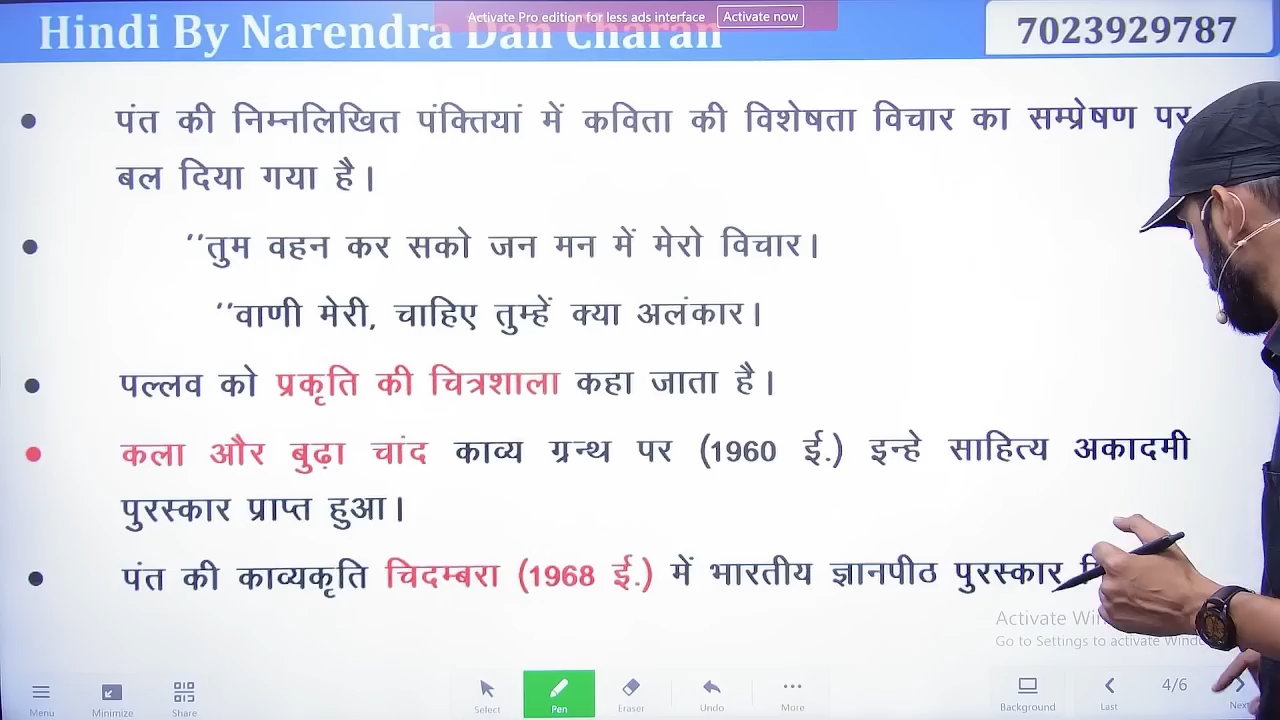 Hindi By Narendra Dan Charan
Activate Pro edition for less ads interface Activate now
7023929787
पंत की निम्नलिखित पंक्तियां में कविता की विशेषता विचार का सम्प्रेषण पर
बल दिया गया है।
’’तुम वहन कर सको जन मन में मेरो विचार।
’’वाणी मेरी, चाहिए तुम्हें क्या अलंकार।
पल्लव को प्रकृति की चित्रशाला कहा जाता है।
कला और बुढ़ा चांद काव्य ग्रन्थ पर (1960 ई.) इन्हे साहित्य अकादमी
पुरस्कार प्राप्त हुआ।
पंत की काव्यकृति चिदम्बरा (1968 ई.) में भारतीय ज्ञानपीठ पुरस्कार
Activate
Go to Settings to activate
Menu Minimize Share Select Pen Eraser Undo More Background Last 4/6 Next